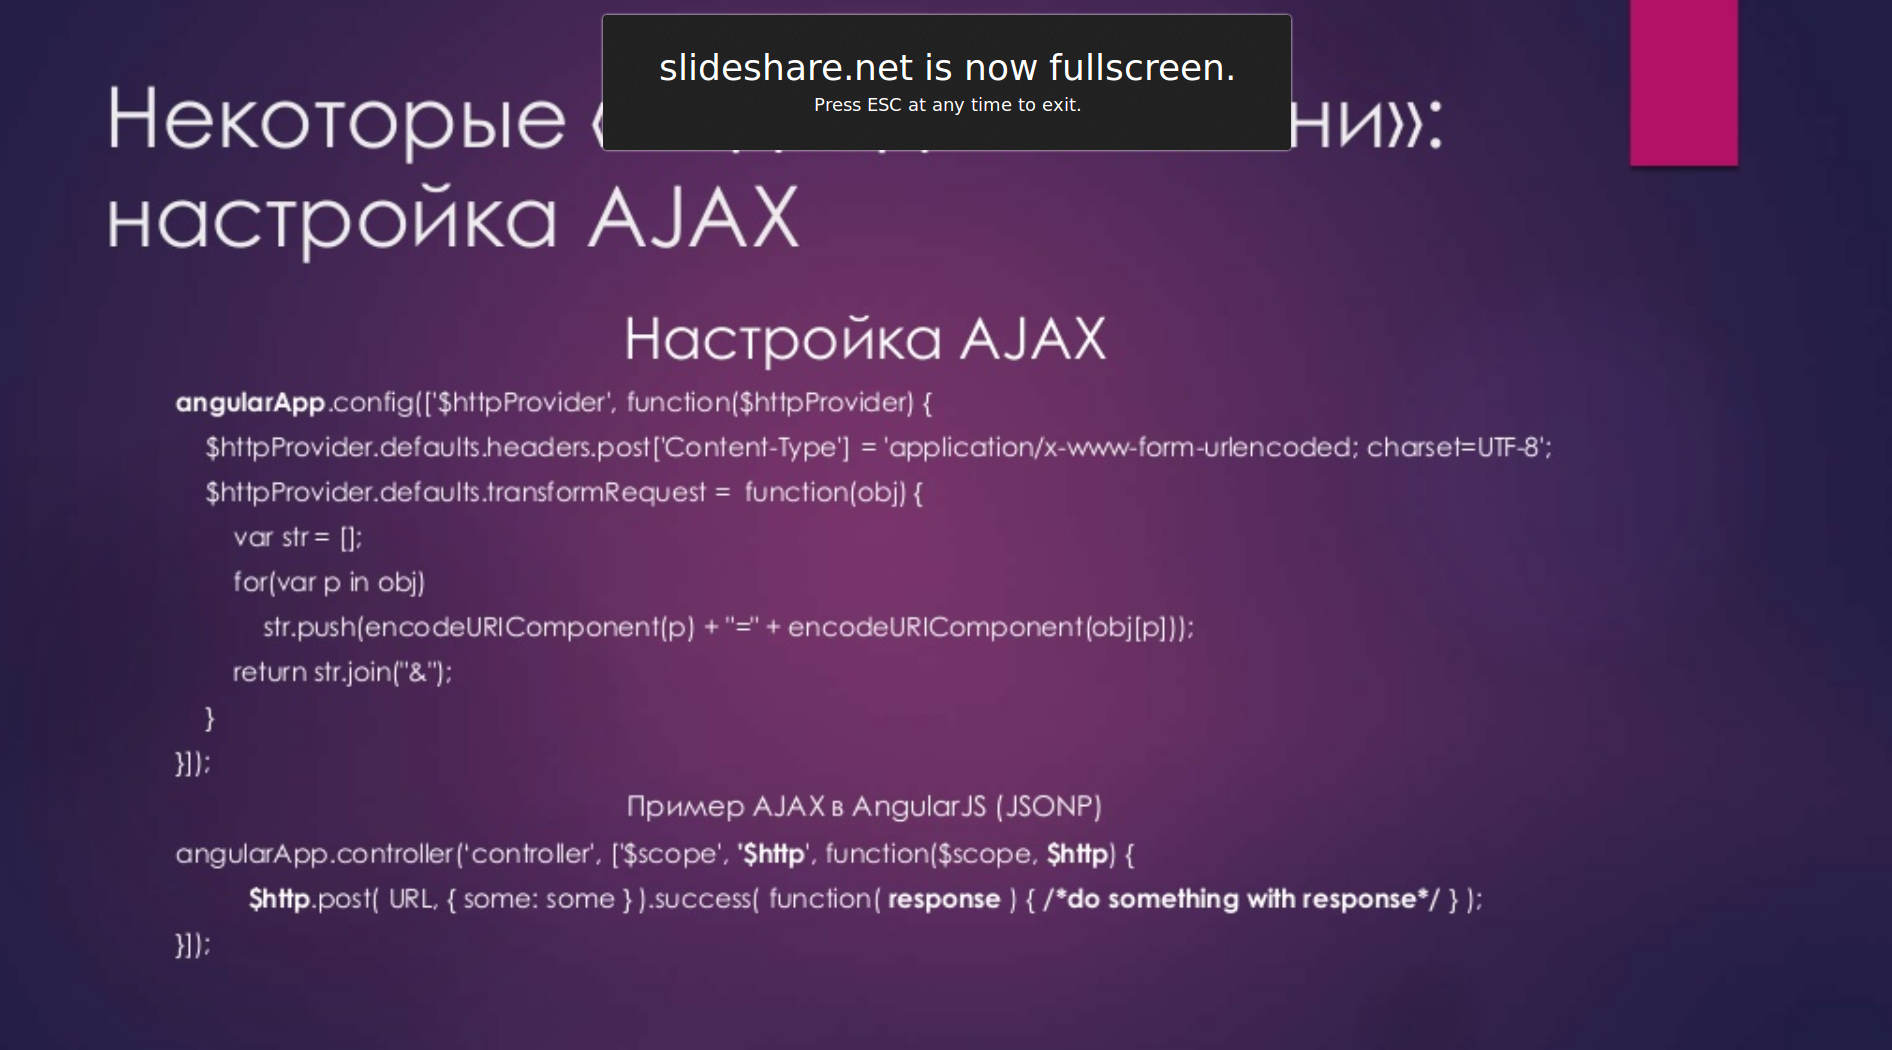 slideshare.net is now fullscreen.
Press ESC at any time to exit.
Некоторые
настройка AJAX
Настройка AJAX
angularApp.config(['$httpProvider', function($httpProvider) {
$httpProvider.defaults.headers.post['Content-Type'] = 'application/x-www-form-urlencoded; charset=UTF-8';
$httpProvider.defaults.transformRequest = function(obj) {
var str = [];
for(var p in obj)
str.push(encodeURIComponent(p) + "=" + encodeURIComponent(obj[p]));
return str.join("&");
}
}]);
Пример AJAX в AngularJS (JSONP)
angularApp.controller('controller', ['$scope', '$http', function($scope, $http) {
$http.post( URL, { some: some } ).success( function( response ) { /*do something with response*/ } );
}]);